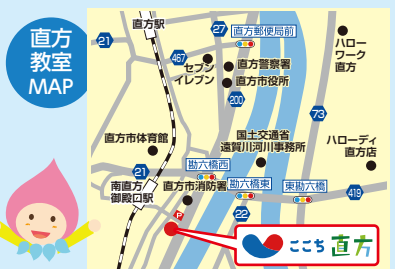 直方
教室
MAP
直方駅
21
27
直方郵便局前
467
セブン
イレブン
直方警察署
直方市役所
ハロー
ワーク
直方
200
73
直方市体育館
国土交通省
遠賀川河川事務所
ハローディ
直方店
21
勘六橋西
南直方
御殿口駅
直方市消防署
勘六橋東
東勘六橋
419
22
P
ここち 直方